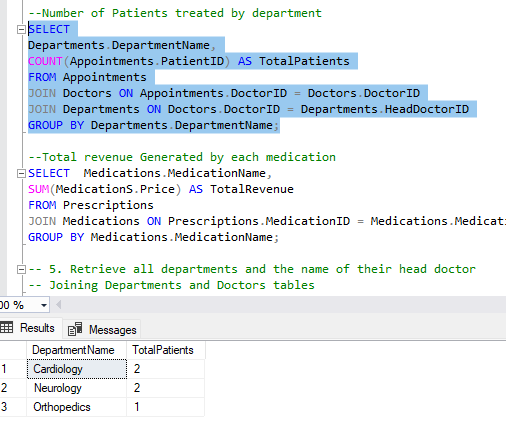 --Number of Patients treated by department
SELECT
Departments.DepartmentName,
COUNT(Appointments.PatientID) AS TotalPatients
FROM Appointments
JOIN Doctors ON Appointments.DoctorID = Doctors.DoctorID
JOIN Departments ON Doctors.DoctorID = Departments.HeadDoctorID
GROUP BY Departments.DepartmentName;
--Total revenue Generated by each medication
SELECT  Medications.MedicationName,
SUM(MedicationS.Price) AS TotalRevenue
FROM Prescriptions
JOIN Medications ON Prescriptions.MedicationID = Medications.Medicati
GROUP BY Medications.MedicationName;
-- 5. Retrieve all departments and the name of their head doctor
-- Joining Departments and Doctors tables
00 %
Results Messages
DepartmentName TotalPatients
1 Cardiology 2
2 Neurology 2
3 Orthopedics 1